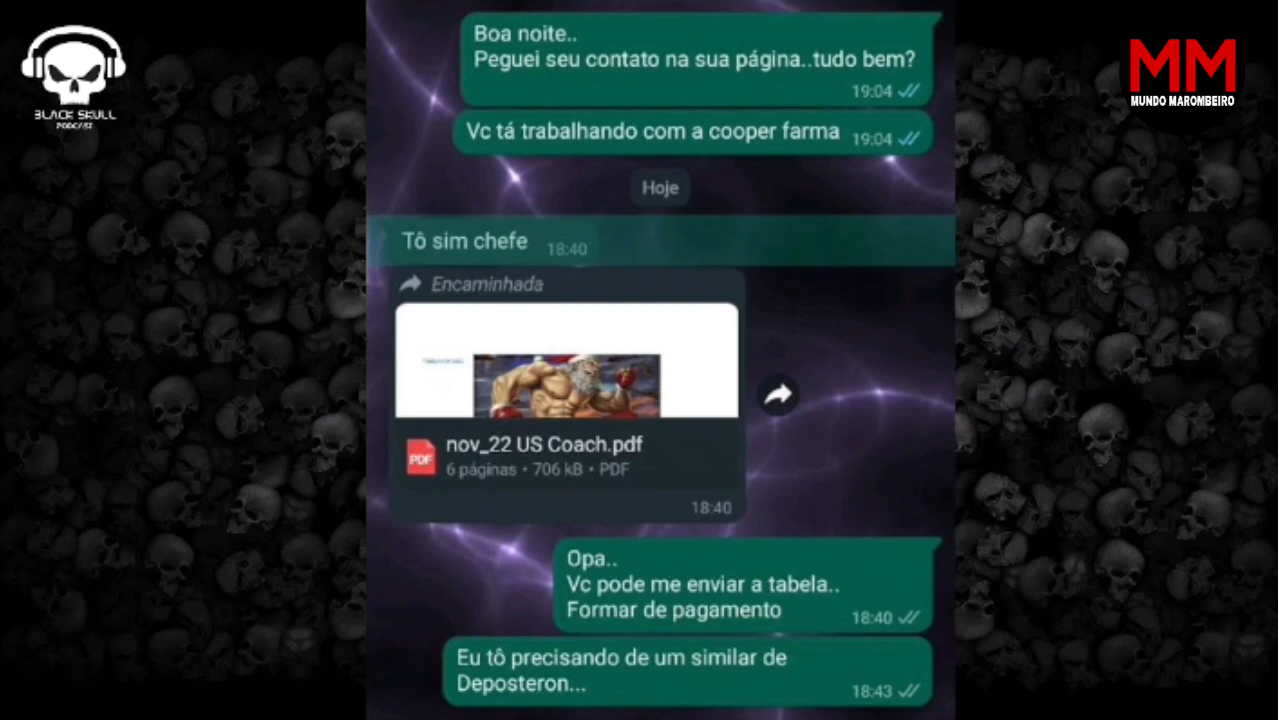 BLACK SKULL
PODCAST
MM
MUNDO MAROMBEIRO
Boa noite..
Peguei seu contato na sua página..tudo bem?
19:04
Vc tá trabalhando com a cooper farma 19:04
Hoje
Tô sim chefe 18:40
Encaminhada
PDF
nov_22 US Coach.pdf
6 páginas • 706 kB • PDF
18:40
Opa..
Vc pode me enviar a tabela..
Formar de pagamento 18:40
Eu tô precisando de um similar de
Deposteron... 18:43